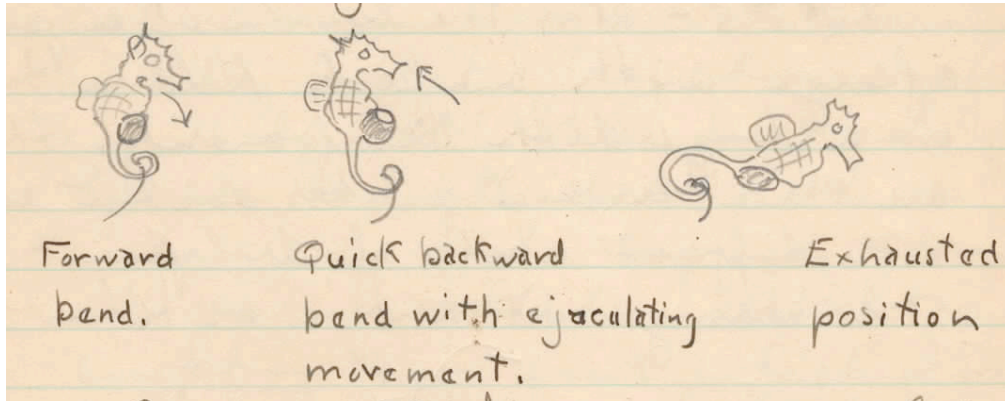 Forward
bend.
Quick backward
bend with ejaculating
movement.
Exhausted
position